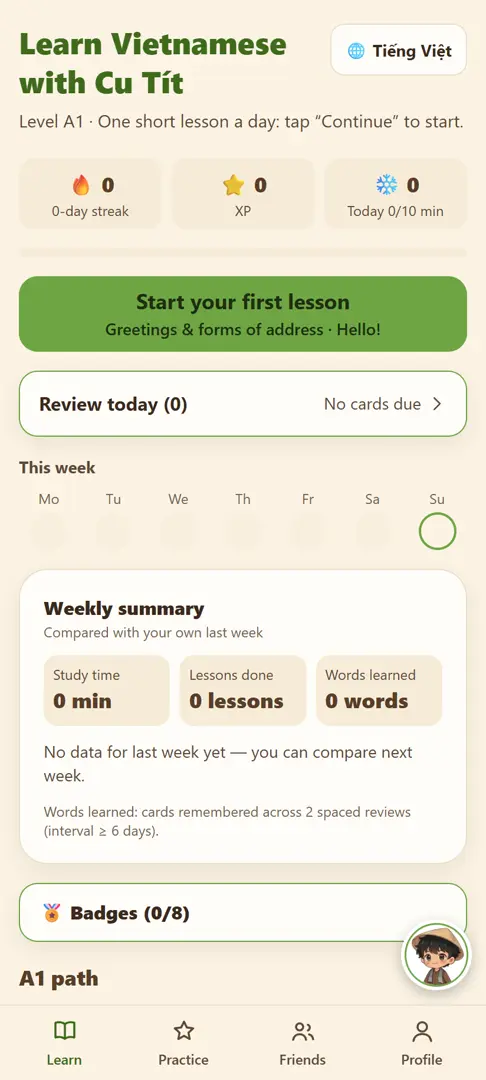 Learn Vietnamese
with Cu Tít
🌐 Tiếng Việt
Level A1 · One short lesson a day: tap “Continue” to start.
🔥 0
0-day streak
⭐ 0
XP
❄️ 0
Today 0/10 min
Start your first lesson
Greetings & forms of address · Hello!
Review today (0)
No cards due
This week
Mo Tu We Th Fr Sa Su
Weekly summary
Compared with your own last week
Study time
0 min
Lessons done
0 lessons
Words learned
0 words
No data for last week yet — you can compare next
week.
Words learned: cards remembered across 2 spaced reviews
(interval ≥ 6 days).
🏅 Badges (0/8)
A1 path
Learn
Practice
Friends
Profile